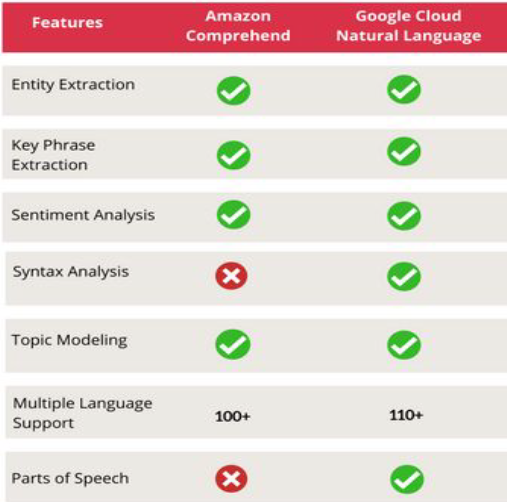 Features
Amazon
Comprehend
Google Cloud
Natural Language
Entity Extraction
Key Phrase
Extraction
Sentiment Analysis
Syntax Analysis
Topic Modeling
Multiple Language
Support
100+
110+
Parts of Speech